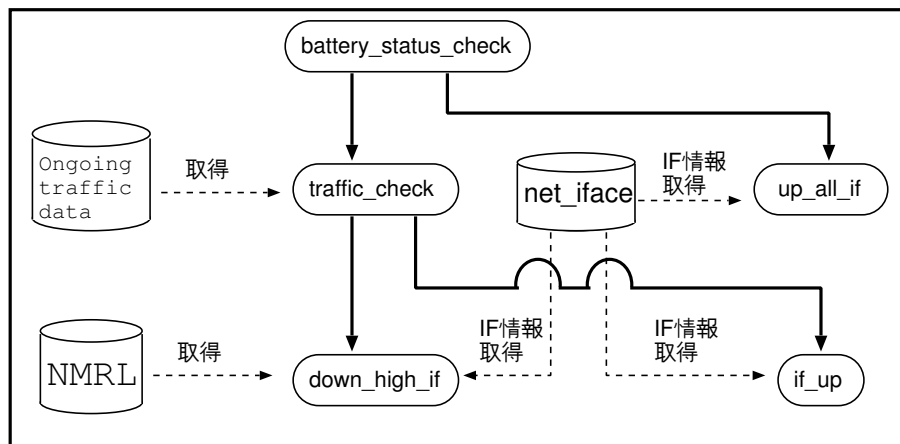 battery_status_check
Ongoing
traffic
data
取得
traffic_check
net_iface
IF情報
取得
up_all_if
NMRL
取得
down_high_if
IF情報
取得
IF情報
取得
if_up